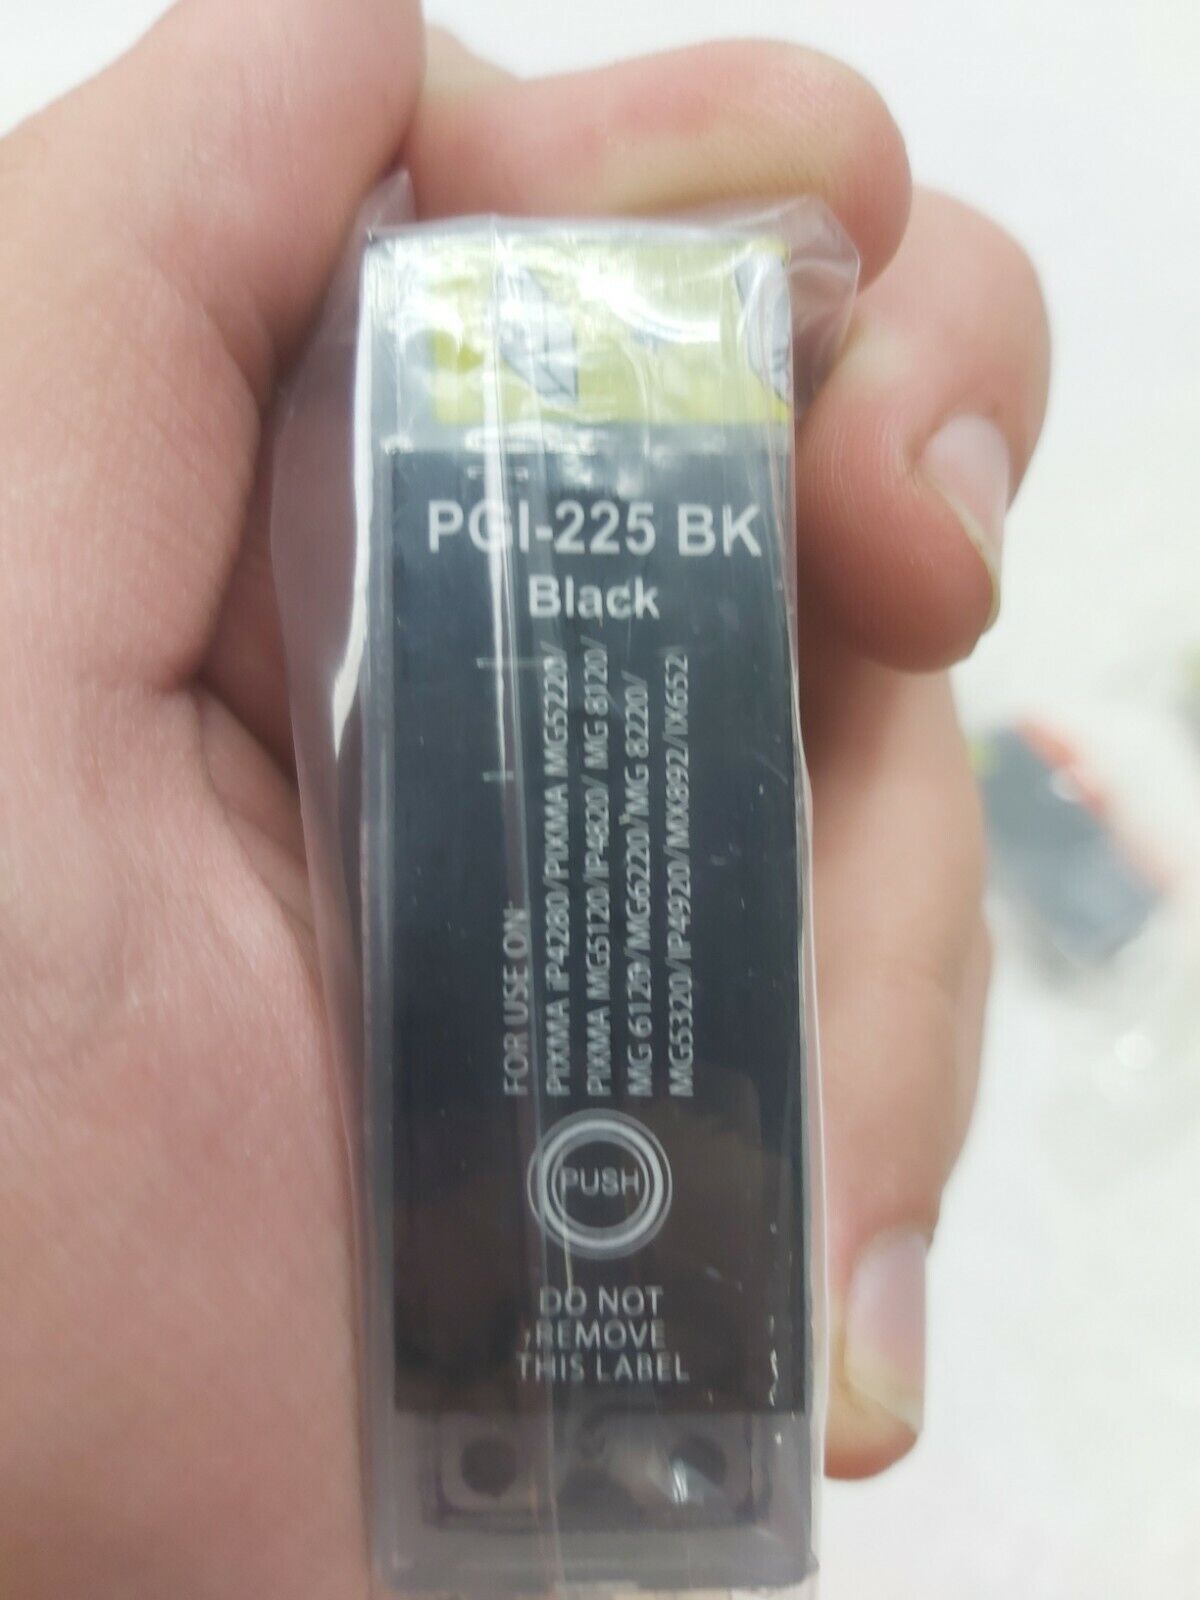 PGI-225 BK
Black
FOR USE ON:
PIXMA iP4280/PIXMA MG5220/
PIXMA MG5120/IP4820/ MG 8120/
MG 6120/MG6220/MG 8220/
MG5320/IP4920/MX892/IX652
PUSH
DO NOT
REMOVE
THIS LABEL